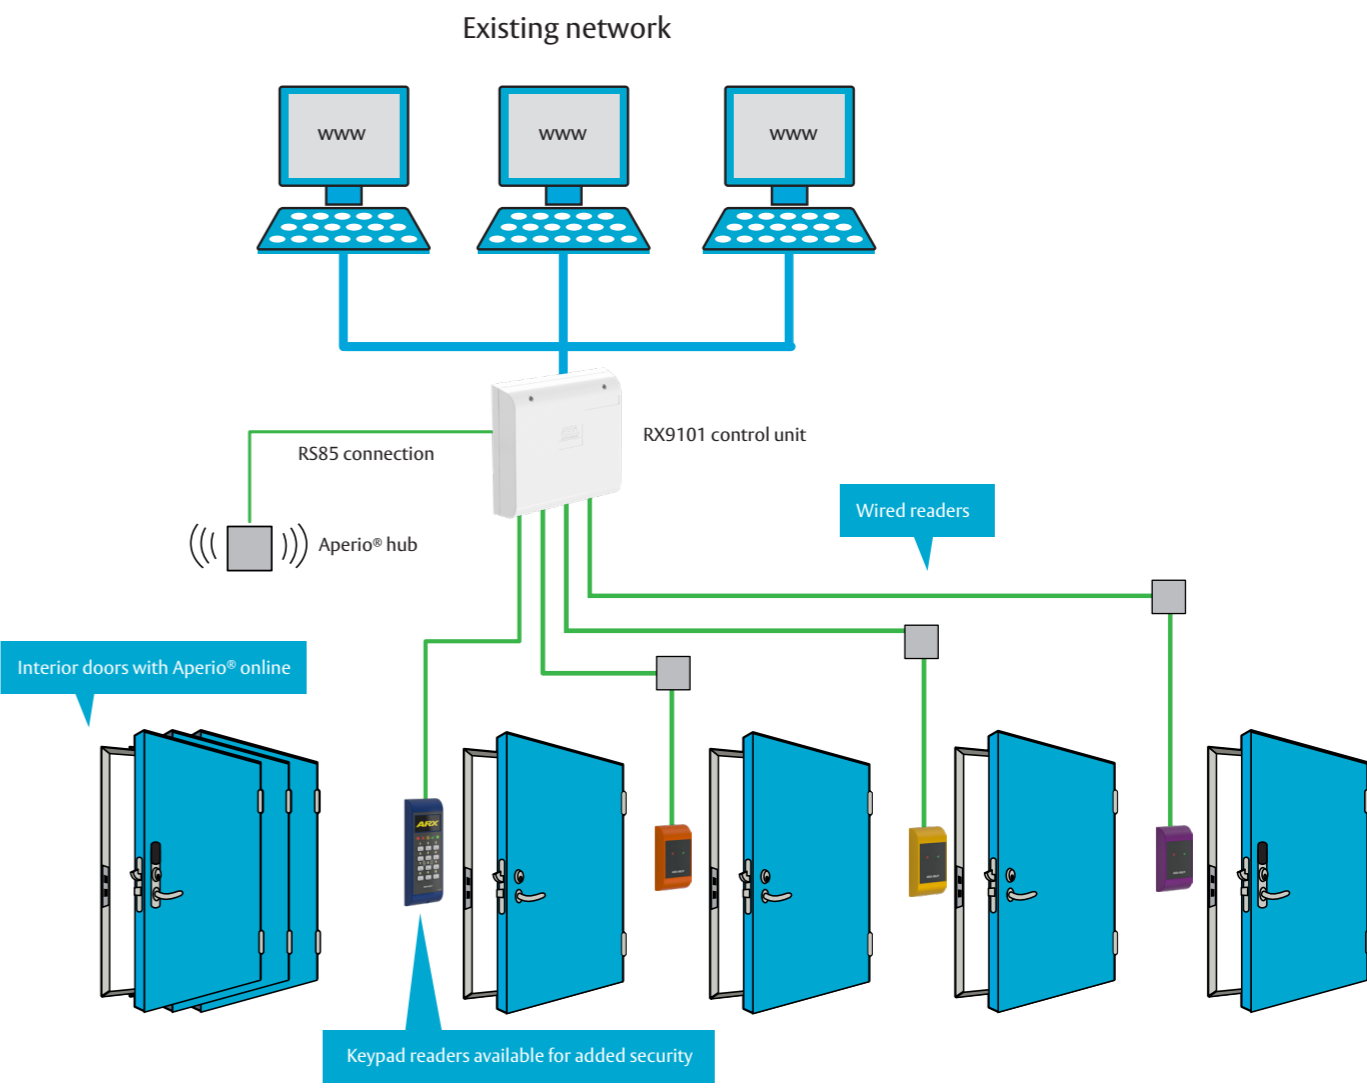 Existing network
www
www
www
RX9101 control unit
RS85 connection
Wired readers
Aperio® hub
Interior doors with Aperio® online
ARX
Keypad readers available for added security